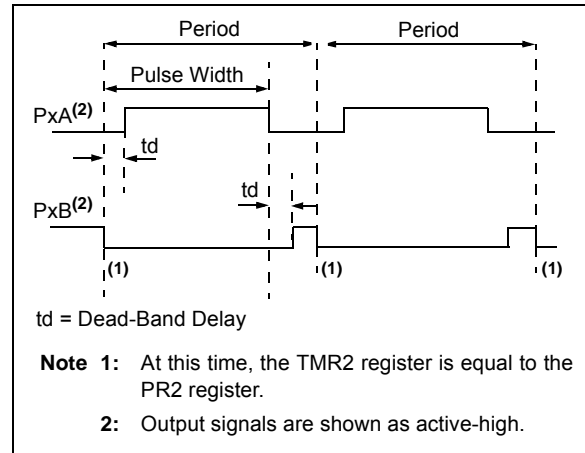 Period Period
Pulse Width
PxA(2)
td
td
PxB(2)
(1) (1) (1)
td = Dead-Band Delay
Note 1: At this time, the TMR2 register is equal to the
PR2 register.
2: Output signals are shown as active-high.